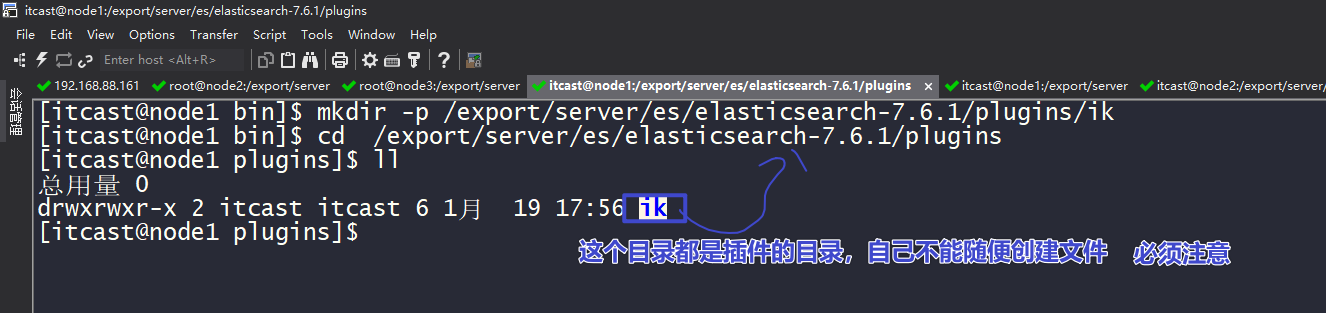 itcast@node1:/export/server/es/elasticsearch-7.6.1/plugins
File Edit View Options Transfer Script Tools Window Help
Enter host <Alt+R>
会话管理
192.168.88.161 root@node2:/export/server root@node3:/export/server itcast@node1:/export/server/es/elasticsearch-7.6.1/plugins × itcast@node1:/export/server itcast@node2:/export/server/
[itcast@node1 bin]$ mkdir -p /export/server/es/elasticsearch-7.6.1/plugins/ik
[itcast@node1 bin]$ cd  /export/server/es/elasticsearch-7.6.1/plugins
[itcast@node1 plugins]$ ll
总用量 0
drwxrwxr-x 2 itcast itcast 6 1月  19 17:56 ik
[itcast@node1 plugins]$
这个目录都是插件的目录，自己不能随便创建文件 必须注意